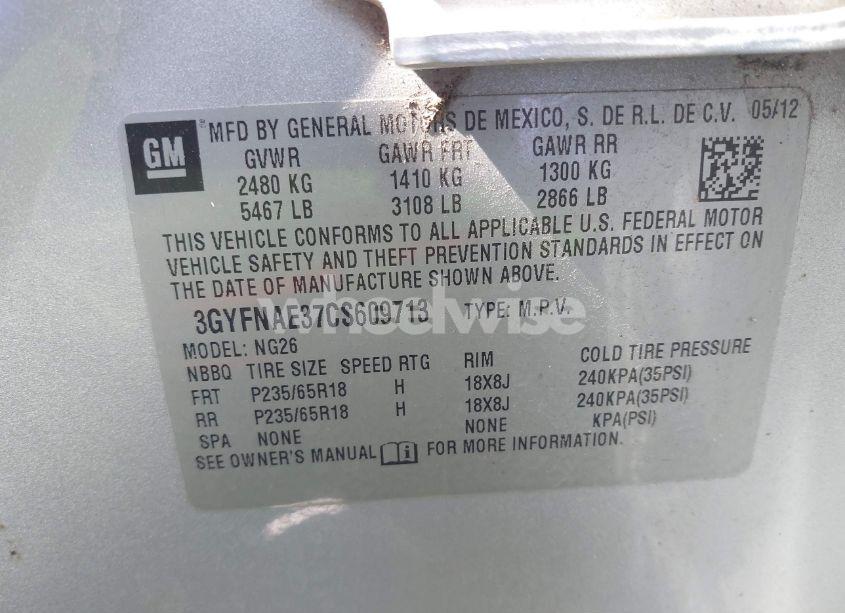 GM
MFD BY GENERAL MOTORS DE MEXICO, S. DE R.L. DE C.V. 05/12
GVWR GAWR FRT GAWR RR
2480 KG 1410 KG 1300 KG
5467 LB 3108 LB 2866 LB
THIS VEHICLE CONFORMS TO ALL APPLICABLE U.S. FEDERAL MOTOR
VEHICLE SAFETY AND THEFT PREVENTION STANDARDS IN EFFECT ON
THE DATE OF MANUFACTURE SHOWN ABOVE.
3GYFNAE37CS609713 TYPE: M.P.V.
wheelwise
MODEL: NG26
NBBQ TIRE SIZE SPEED RTG RIM COLD TIRE PRESSURE
FRT P235/65R18 H 18X8J 240KPA(35PSI)
RR P235/65R18 H 18X8J 240KPA(35PSI)
SPA NONE NONE KPA(PSI)
SEE OWNER'S MANUAL FOR MORE INFORMATION.